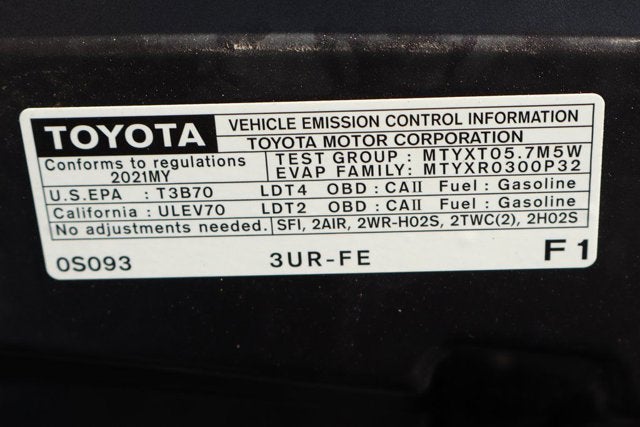 TOYOTA
VEHICLE EMISSION CONTROL INFORMATION
TOYOTA MOTOR CORPORATION
Conforms to regulations
2021MY
TEST GROUP : MTYXT05.7M5W
EVAP FAMILY: MTYXR0300P32
U.S.EPA : T3B70 LDT4 OBD : CAII Fuel : Gasoline
California : ULEV70 LDT2 OBD : CAII Fuel : Gasoline
No adjustments needed. SFI, 2AIR, 2WR-HO2S, 2TWC(2), 2HO2S
0S093 3UR-FE F1